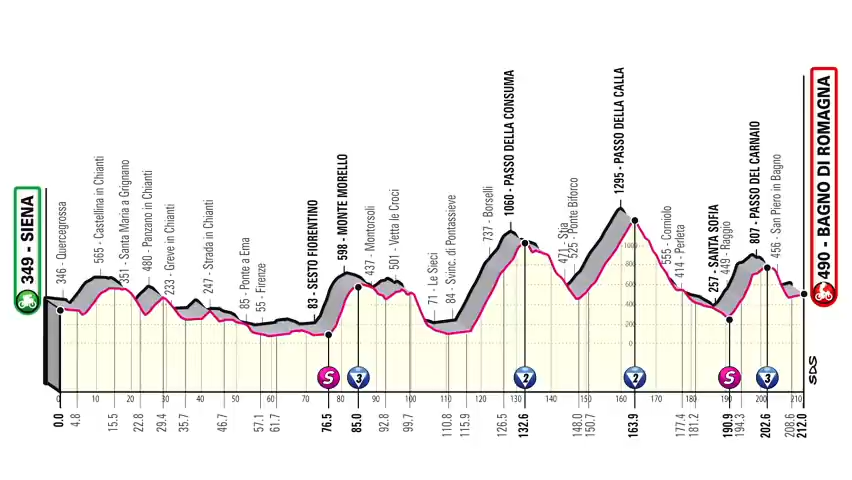 349 - SIENA
346 - Quercegrossa
565 - Castellina in Chianti
351 - Santa Maria a Grignano
480 - Panzano in Chianti
233 - Greve in Chianti
247 - Strada in Chianti
85 - Ponte a Ema
55 - Firenze
83 - SESTO FIORENTINO
598 - MONTE MORELLO
437 - Montorsoli
501 - Vetta le Croci
71 - Le Sieci
84 - Svinc. di Pontassieve
737 - Borselli
1060 - PASSO DELLA CONSUMA
471 - Stia
525 - Ponte Biforco
1295 - PASSO DELLA CALLA
555 - Corniolo
414 - Perleta
257 - SANTA SOFIA
449 - Raggio
807 - PASSO DEL CARNAIO
456 - San Piero in Bagno
490 - BAGNO DI ROMAGNA
1000
800
600
400
200
0
S 3 2 2 S 3
SDS
0 10 20 30 40 50 60 70 80 90 100 110 120 130 140 150 160 170 180 190 200 210
0.0 4.8 15.5 22.8 29.4 35.7 46.7 57.1 61.7 76.5 85.0 92.8 99.7 110.8 115.9 126.5 132.6 148.0 150.7 163.9 177.4 181.2 190.9 194.3 202.6 208.6 212.0